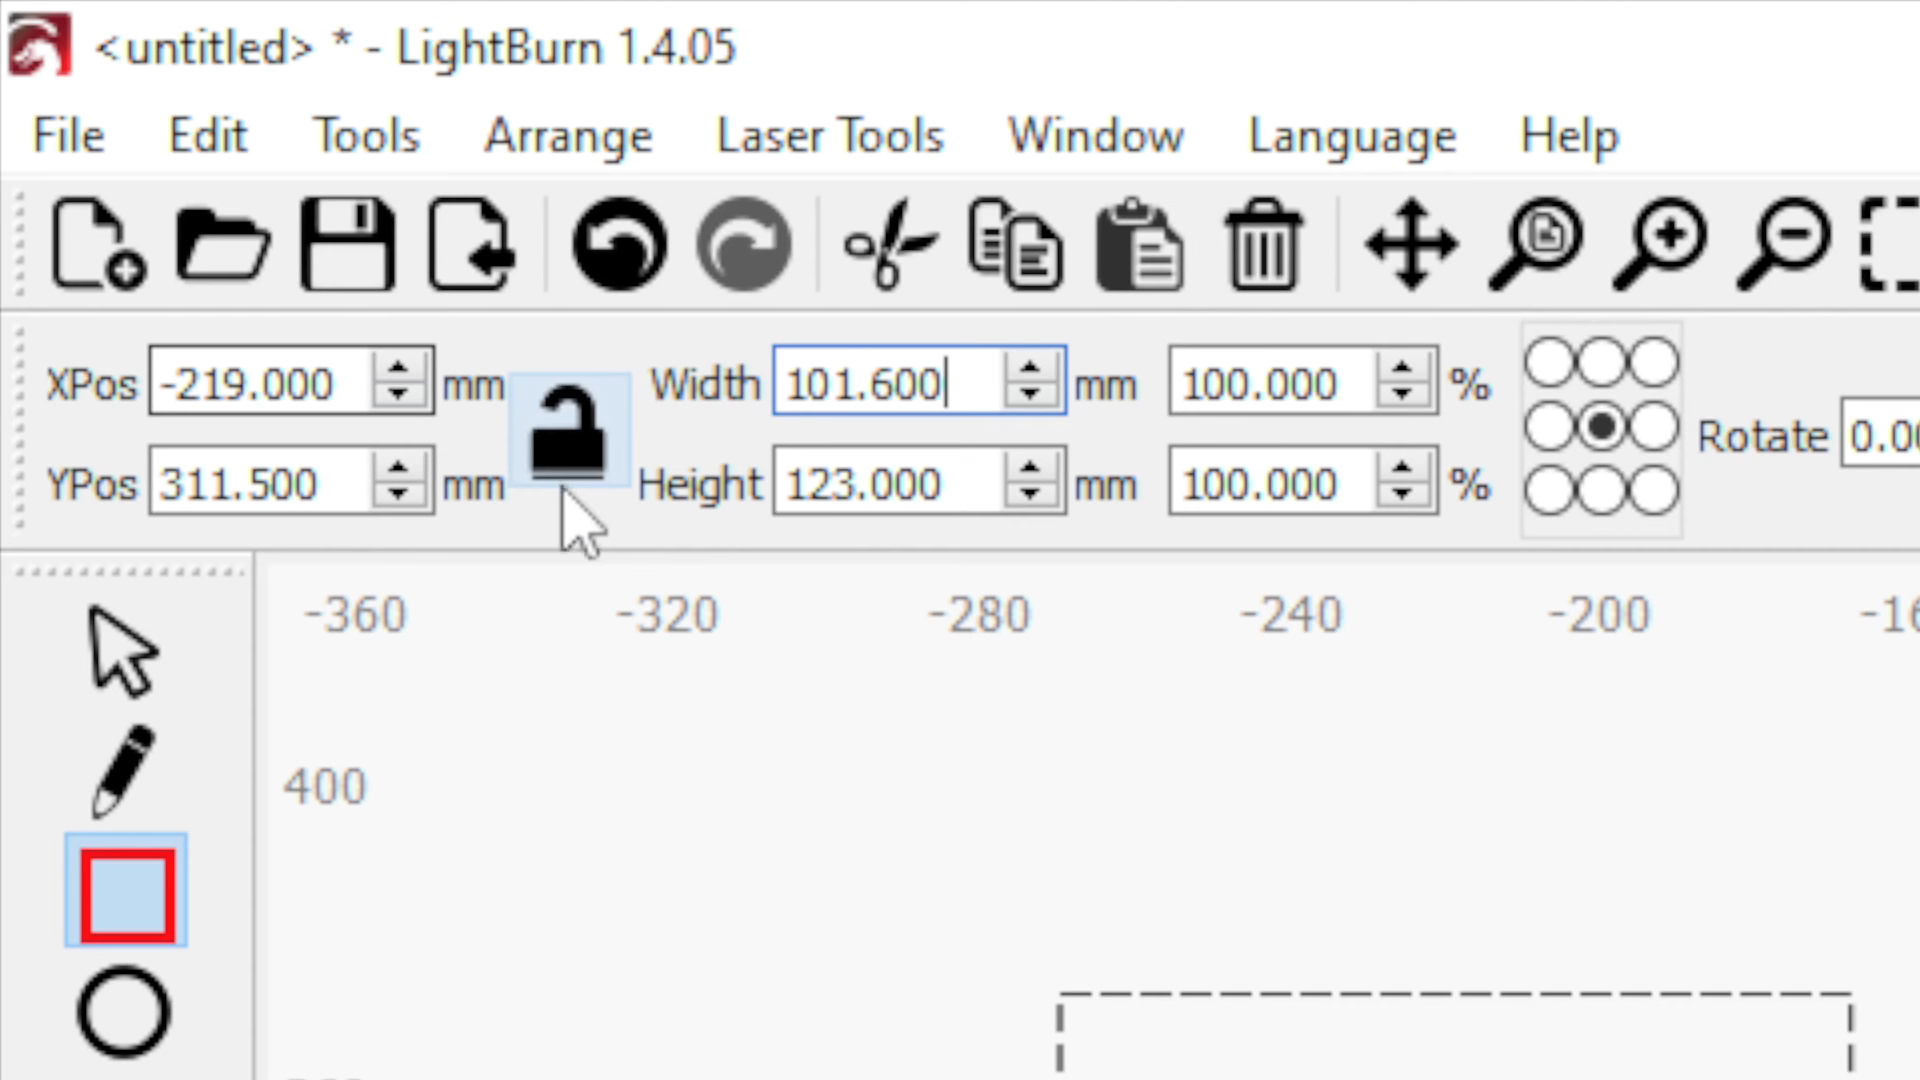 <untitled> * - LightBurn 1.4.05
File Edit Tools Arrange Laser Tools Window Language Help
XPos -219.000 mm Width 101.600 mm 100.000 %
YPos 311.500 mm Height 123.000 mm 100.000 %
Rotate
-360 -320 -280 -240 -200
400